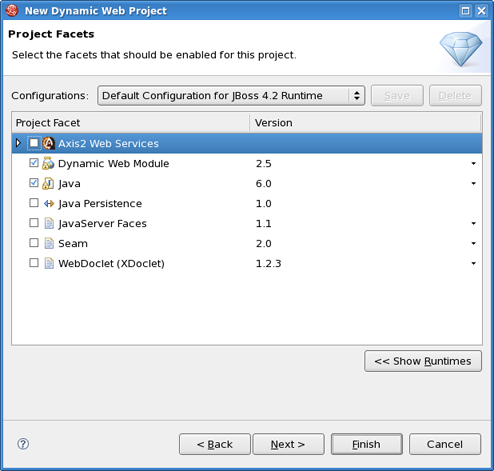 New Dynamic Web Project
Project Facets
Select the facets that should be enabled for this project.
Configurations: Default Configuration for JBoss 4.2 Runtime Save Delete
Project Facet Version
Axis2 Web Services
Dynamic Web Module 2.5
Java 6.0
Java Persistence 1.0
JavaServer Faces 1.1
Seam 2.0
WebDoclet (XDoclet) 1.2.3
<< Show Runtimes
? < Back Next > Finish Cancel